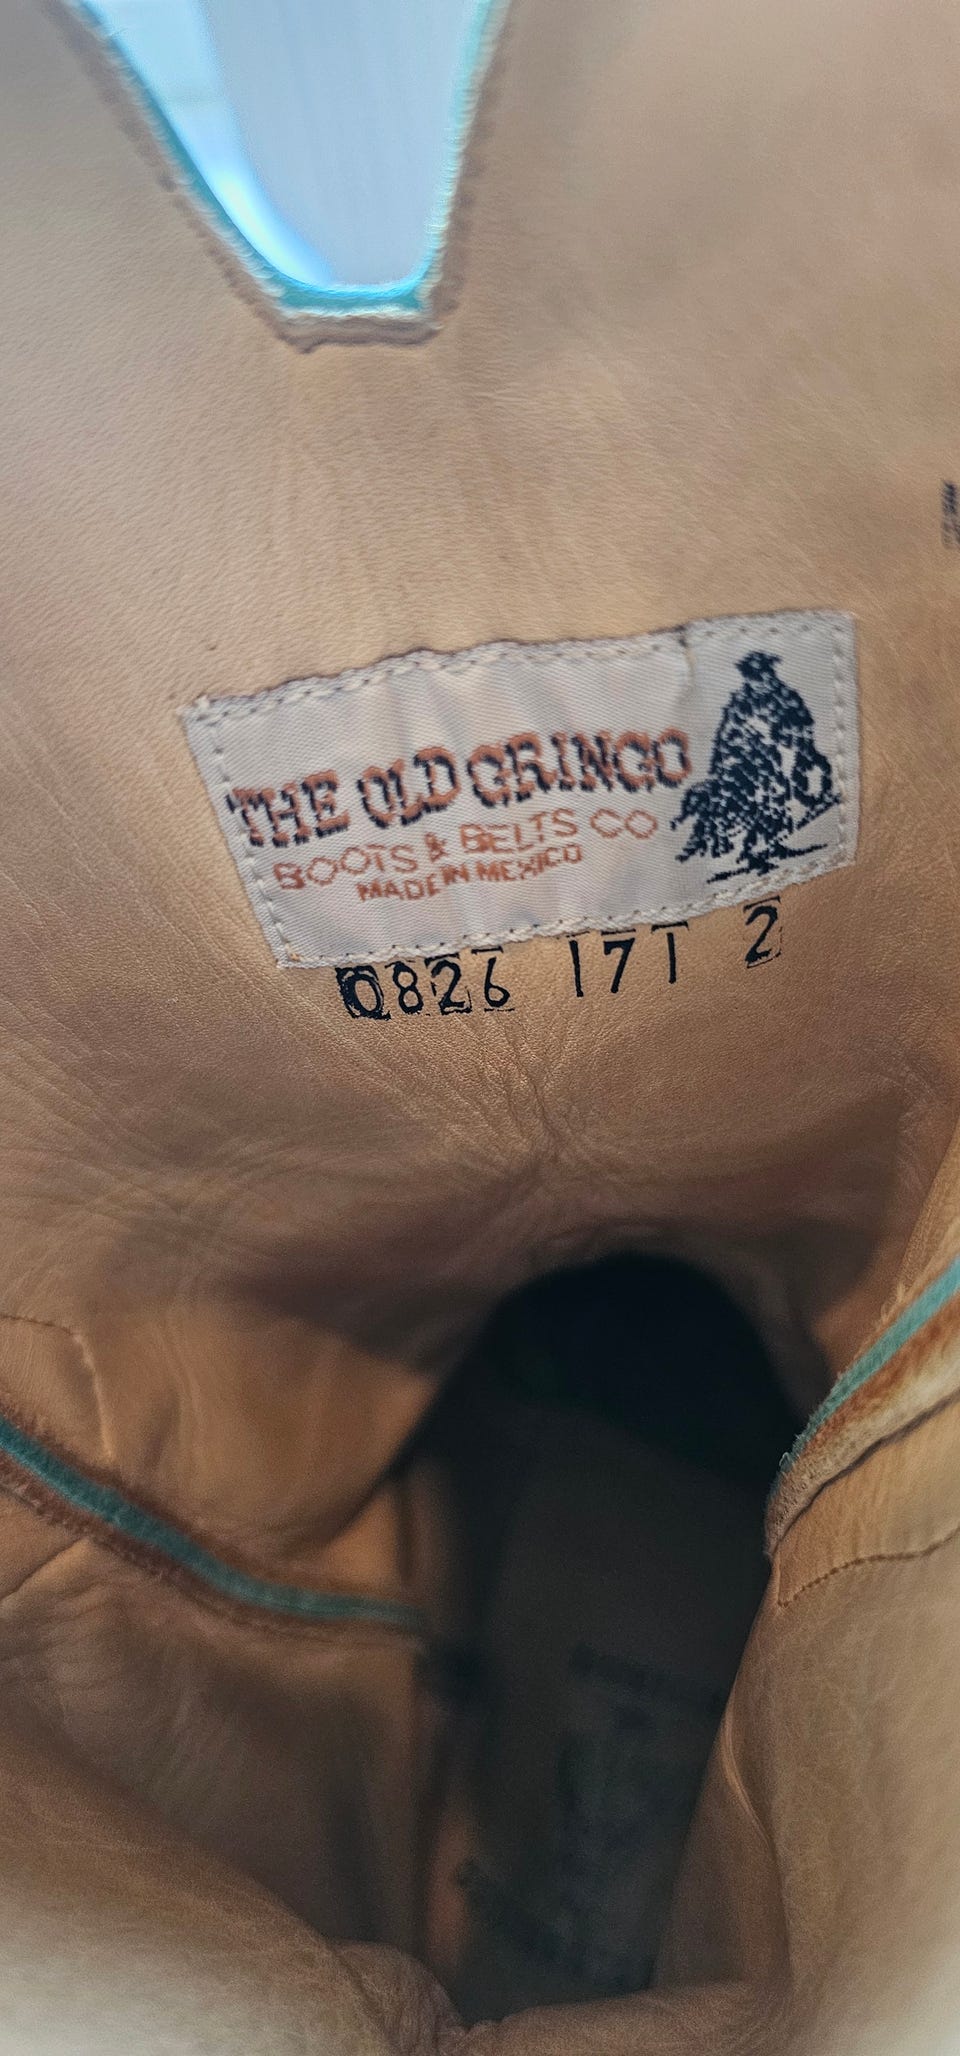 THE OLD GRINGO
BOOTS & BELTS CO
MADE IN MEXICO
0826 171 2